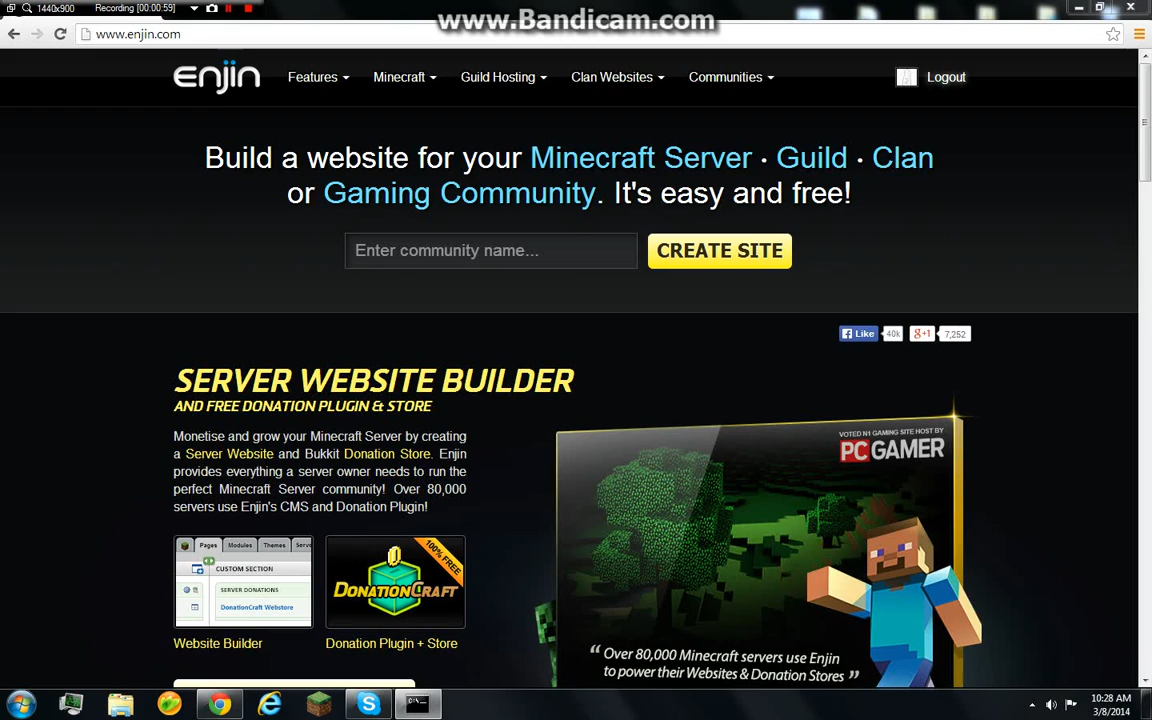 1440x900 Recording [00:00:59]
www.Bandicam.com
www.enjin.com
enjin Features Minecraft Guild Hosting Clan Websites Communities Logout
Build a website for your Minecraft Server · Guild · Clan
or Gaming Community. It's easy and free!
Enter community name... CREATE SITE
Like 40k +1 7,252
SERVER WEBSITE BUILDER
AND FREE DONATION PLUGIN & STORE
Monetise and grow your Minecraft Server by creating
a Server Website and Bukkit Donation Store. Enjin
provides everything a server owner needs to run the
perfect Minecraft Server community! Over 80,000
servers use Enjin's CMS and Donation Plugin!
VOTED N1 GAMING SITE HOST BY
PC GAMER
Pages Modules Themes
CUSTOM SECTION
SERVER DONATIONS
DonationCraft Webstore
100% FREE
DONATIONCRAFT
Website Builder
Donation Plugin + Store
“ Over 80,000 Minecraft servers use Enjin
to power their Websites & Donation Stores ”
10:28 AM
3/8/2014